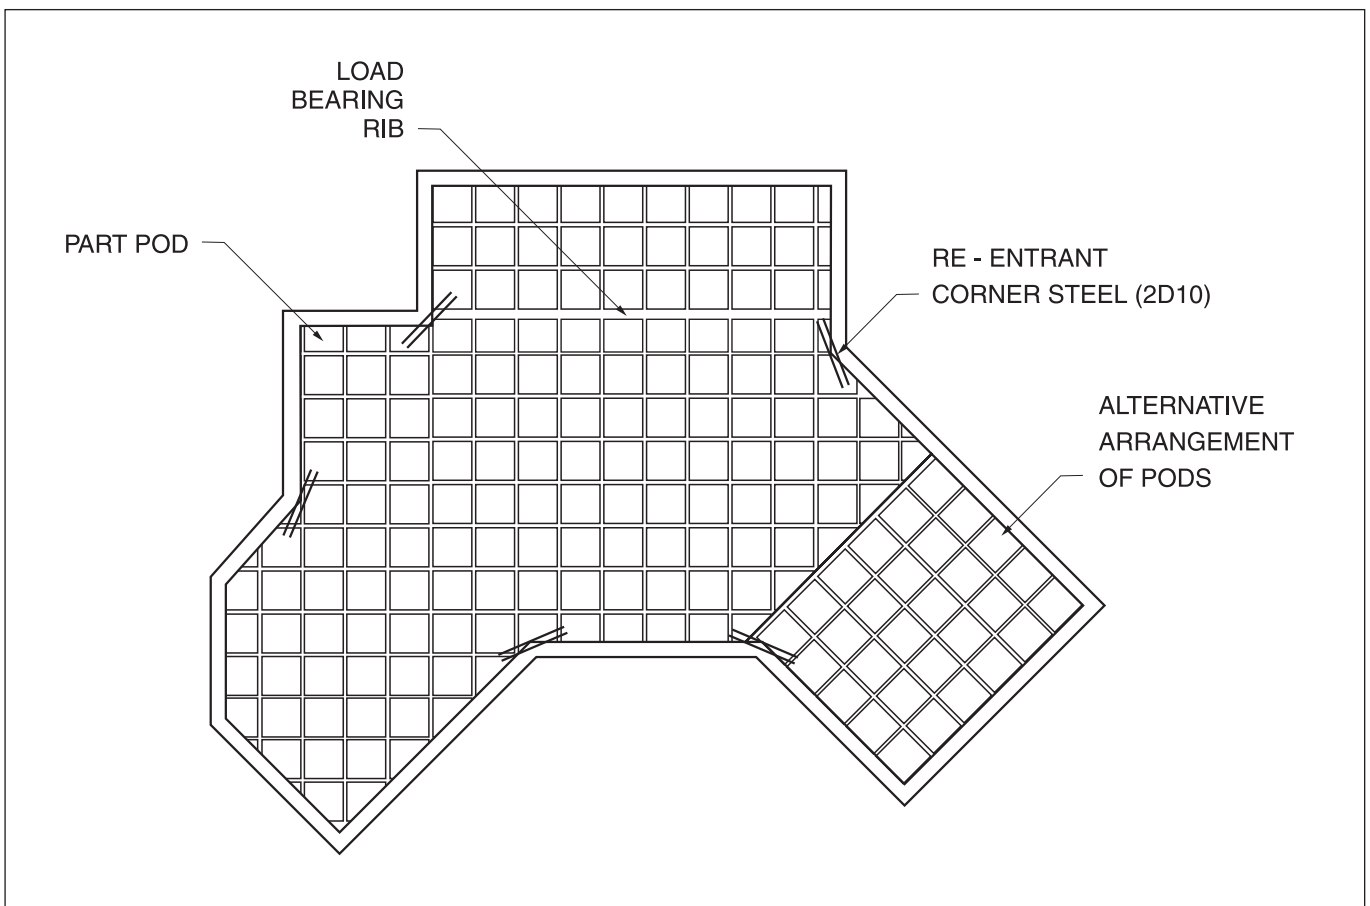 LOAD
BEARING
RIB
PART POD
RE - ENTRANT
CORNER STEEL (2D10)
ALTERNATIVE
ARRANGEMENT
OF PODS